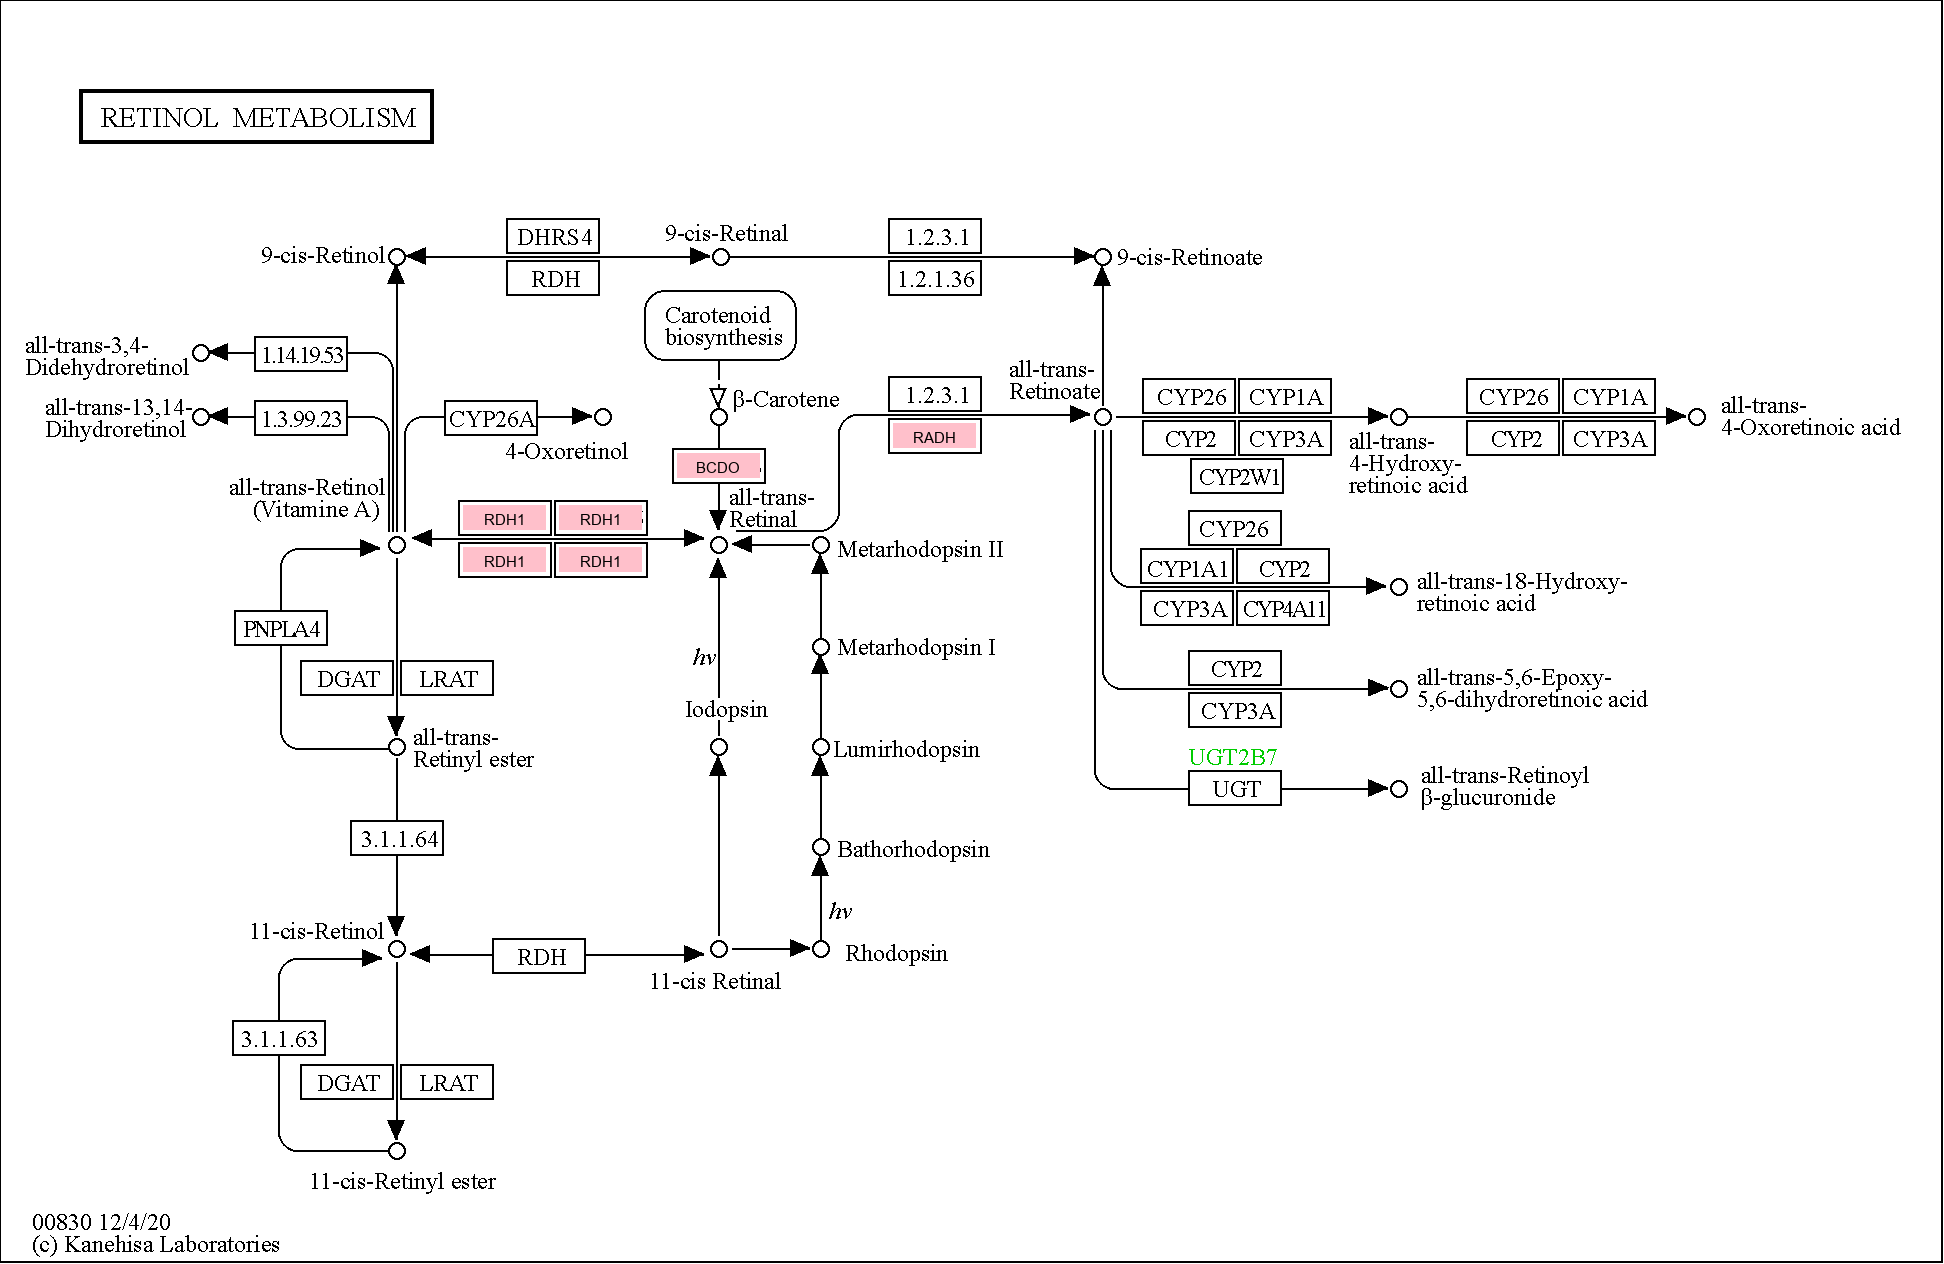 RETINOL METABOLISM
DHRS4
9-cis-Retinal
1.2.3.1
9-cis-Retinol
9-cis-Retinoate
RDH
1.2.1.36
Carotenoid
biosynthesis
all-trans-3,4-
Didehydroretinol
1.14.19.53
all-trans-
Retinoate
1.2.3.1
β-Carotene
all-trans-13,14-
Dihydroretinol
1.3.99.23
CYP26A
4-Oxoretinol
RADH
CYP26
CYP1A
CYP2
CYP3A
CYP2W1
all-trans-
4-Hydroxy-
retinoic acid
CYP26
CYP1A
CYP2
CYP3A
all-trans-
4-Oxoretinoic acid
BCDO
all-trans-Retinol
(Vitamine A)
all-trans-
Retinal
RDH1
RDH1
RDH1
RDH1
Metarhodopsin II
CYP26
CYP1A1
CYP2
CYP3A
CYP4A11
all-trans-18-Hydroxy-
retinoic acid
PNPLA4
Metarhodopsin I
hv
DGAT
LRAT
CYP2
CYP3A
all-trans-5,6-Epoxy-
5,6-dihydroretinoic acid
Iodopsin
all-trans-
Retinyl ester
Lumirhodopsin
UGT2B7
UGT
all-trans-Retinoyl
β-glucuronide
3.1.1.64
Bathorhodopsin
hv
11-cis-Retinol
RDH
Rhodopsin
11-cis Retinal
3.1.1.63
DGAT
LRAT
11-cis-Retinyl ester
00830 12/4/20
(c) Kanehisa Laboratories